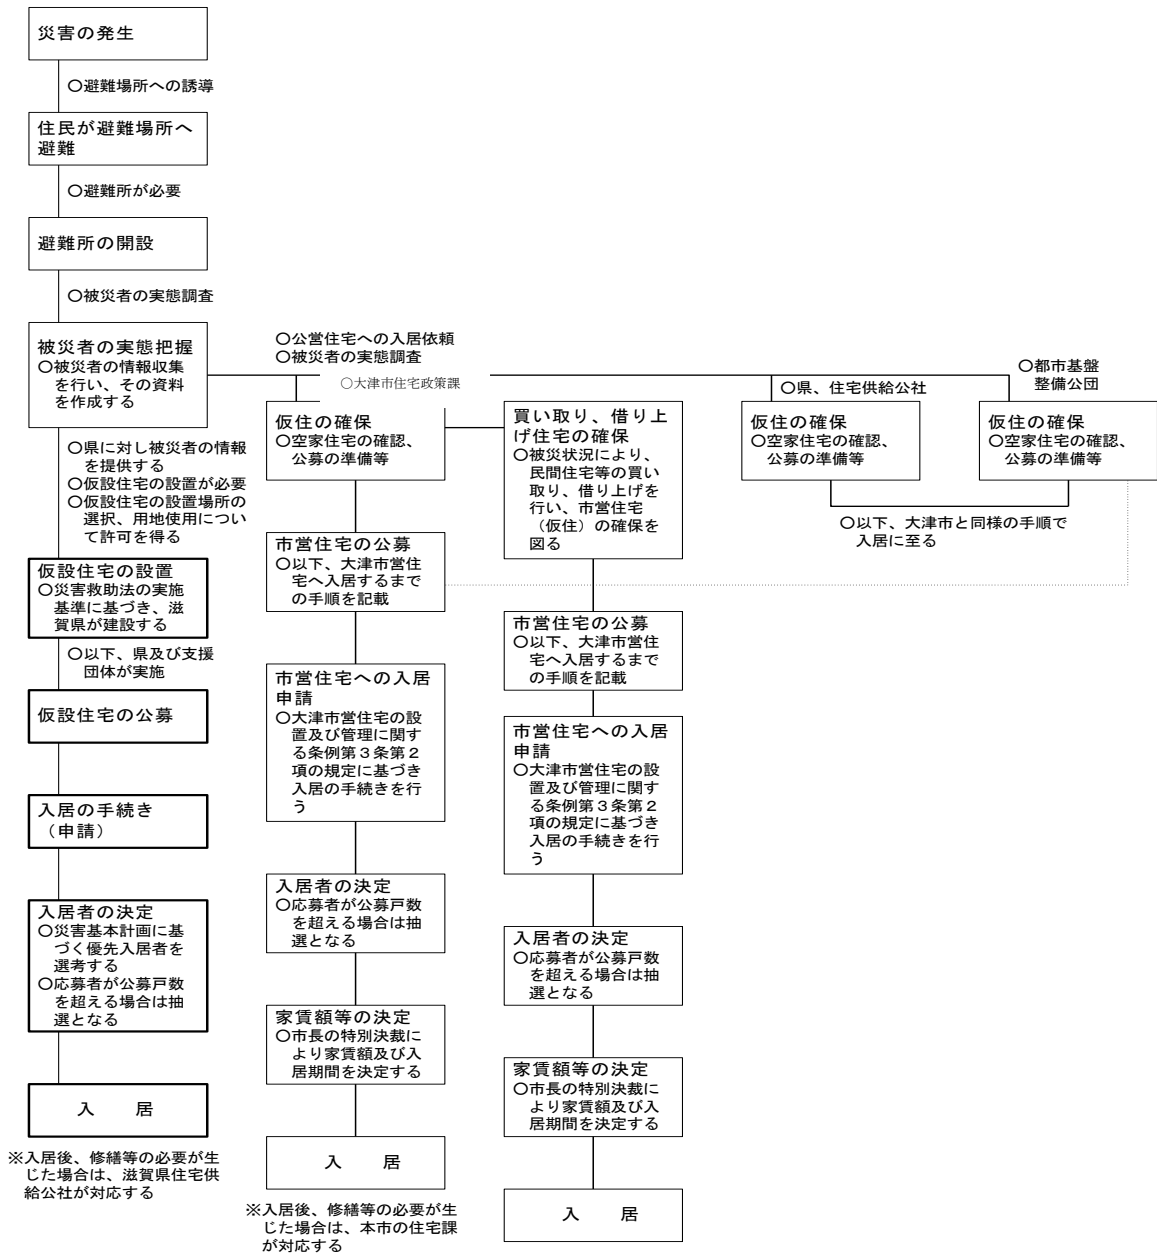 災害の発生
○避難場所への誘導
住民が避難場所へ
避難
○避難所が必要
避難所の開設
○被災者の実態調査
被災者の実態把握
○被災者の情報収集
を行い、その資料
を作成する
○県に対し被災者の情報
を提供する
○仮設住宅の設置が必要
○仮設住宅の設置場所の
選択、用地使用につい
て許可を得る
仮設住宅の設置
○災害救助法の実施
基準に基づき、滋
賀県が建設する
○以下、県及び支援
団体が実施
仮設住宅の公募
入居の手続き
（申請）
入居者の決定
○災害基本計画に基
づく優先入居者を
選考する
○応募者が公募戸数
を超える場合は抽
選となる
入　　居
※入居後、修繕等の必要が生
じた場合は、滋賀県住宅供
給公社が対応する
○公営住宅への入居依頼
○被災者の実態調査
○大津市住宅政策課
仮住の確保
○空家住宅の確認、
公募の準備等
市営住宅の公募
○以下、大津市営住
宅へ入居するまで
の手順を記載
市営住宅への入居
申請
○大津市営住宅の設
置及び管理に関す
る条例第３条第２
項の規定に基づき
入居の手続きを行
う
入居者の決定
○応募者が公募戸数
を超える場合は抽
選となる
家賃額等の決定
○市長の特別決裁に
より家賃額及び入
居期間を決定する
入　　居
※入居後、修繕等の必要が生
じた場合は、本市の住宅課
が対応する
買い取り、借り上
げ住宅の確保
○被災状況により、
民間住宅等の買い
取り、借り上げを
行い、市営住宅
（仮住）の確保を
図る
市営住宅の公募
○以下、大津市営住
宅へ入居するまで
の手順を記載
市営住宅への入居
申請
○大津市営住宅の設
置及び管理に関す
る条例第３条第２
項の規定に基づき
入居の手続きを行
う
入居者の決定
○応募者が公募戸数
を超える場合は抽
選となる
家賃額等の決定
○市長の特別決裁に
より家賃額及び入
居期間を決定する
入　　居
○県、住宅供給公社
仮住の確保
○空家住宅の確認、
公募の準備等
○都市基盤
整備公団
仮住の確保
○空家住宅の確認、
公募の準備等
○以下、大津市と同様の手順で
入居に至る